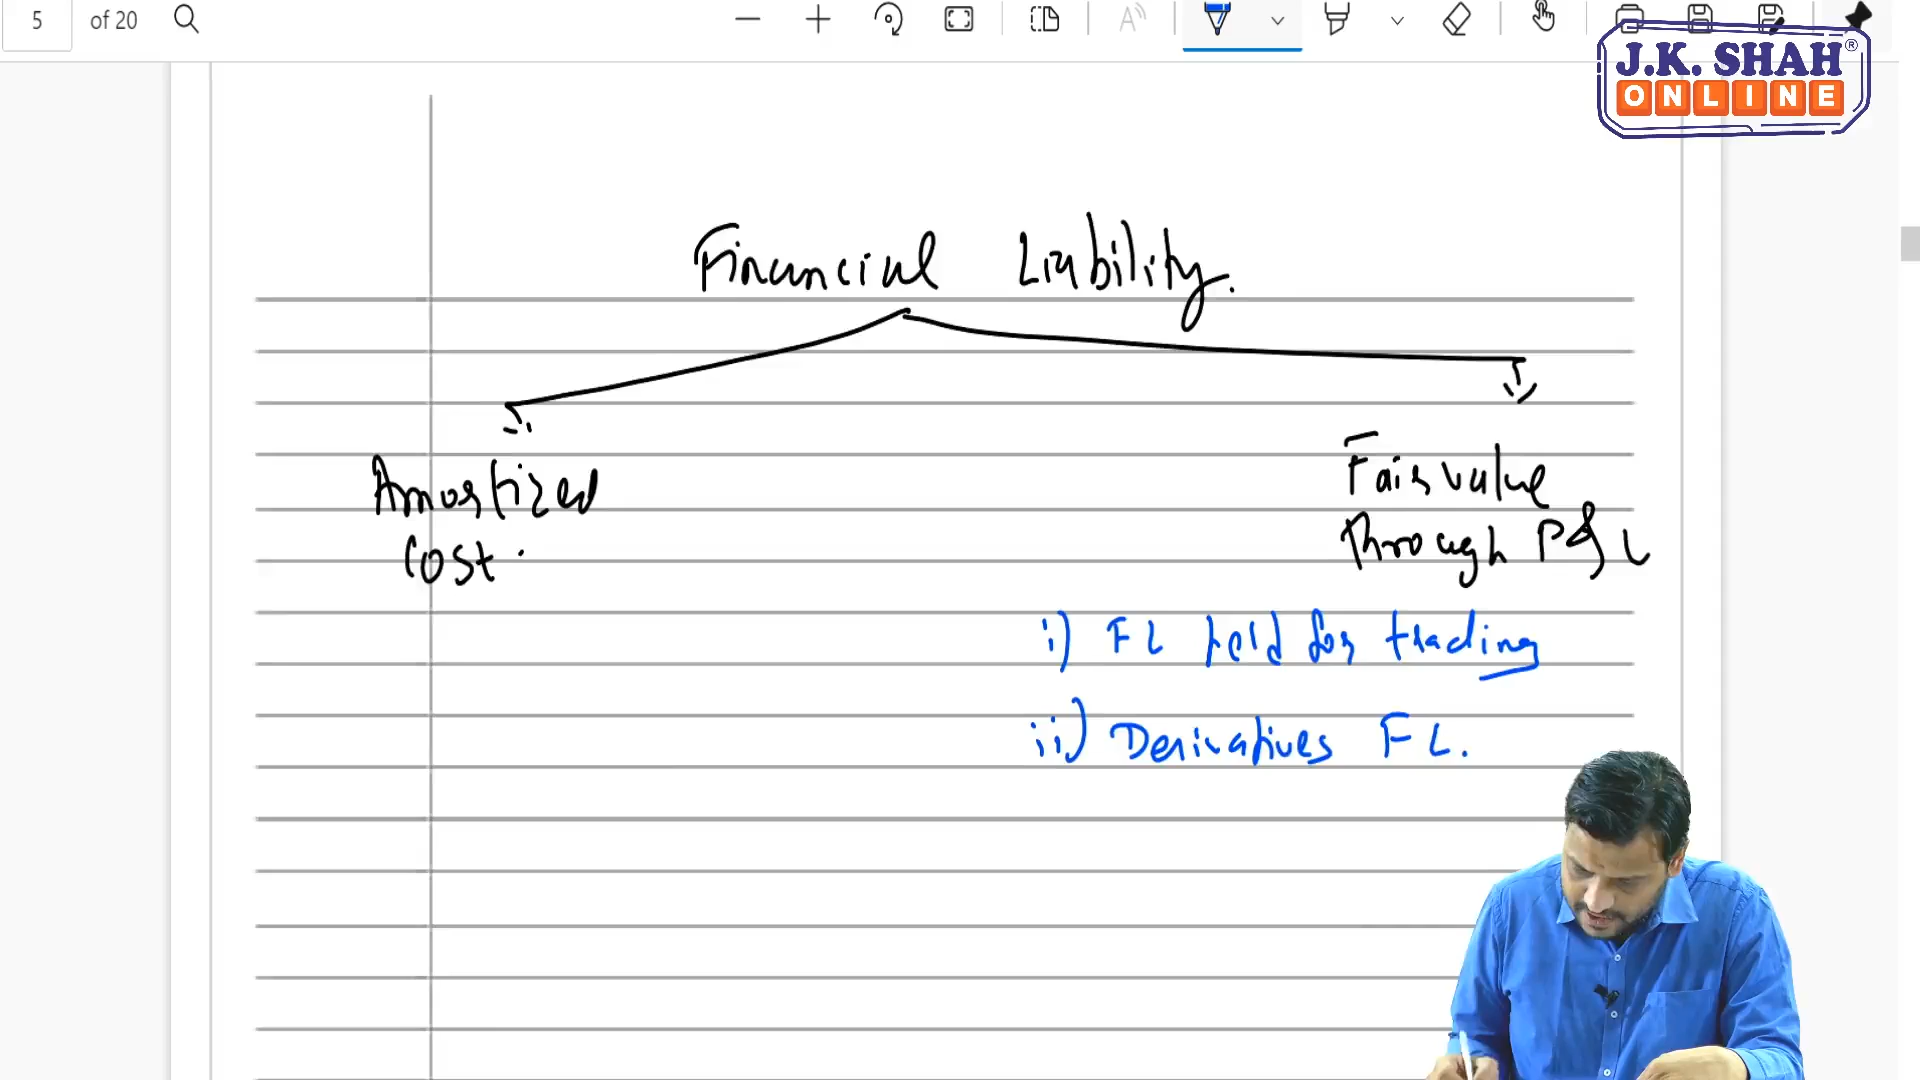 5 of 20
J.K. SHAH®
ONLINE
Financial Liability.
Amortized
Cost.
Fair value
Through P & L
i) FL held for trading
ii) Derivatives FL.